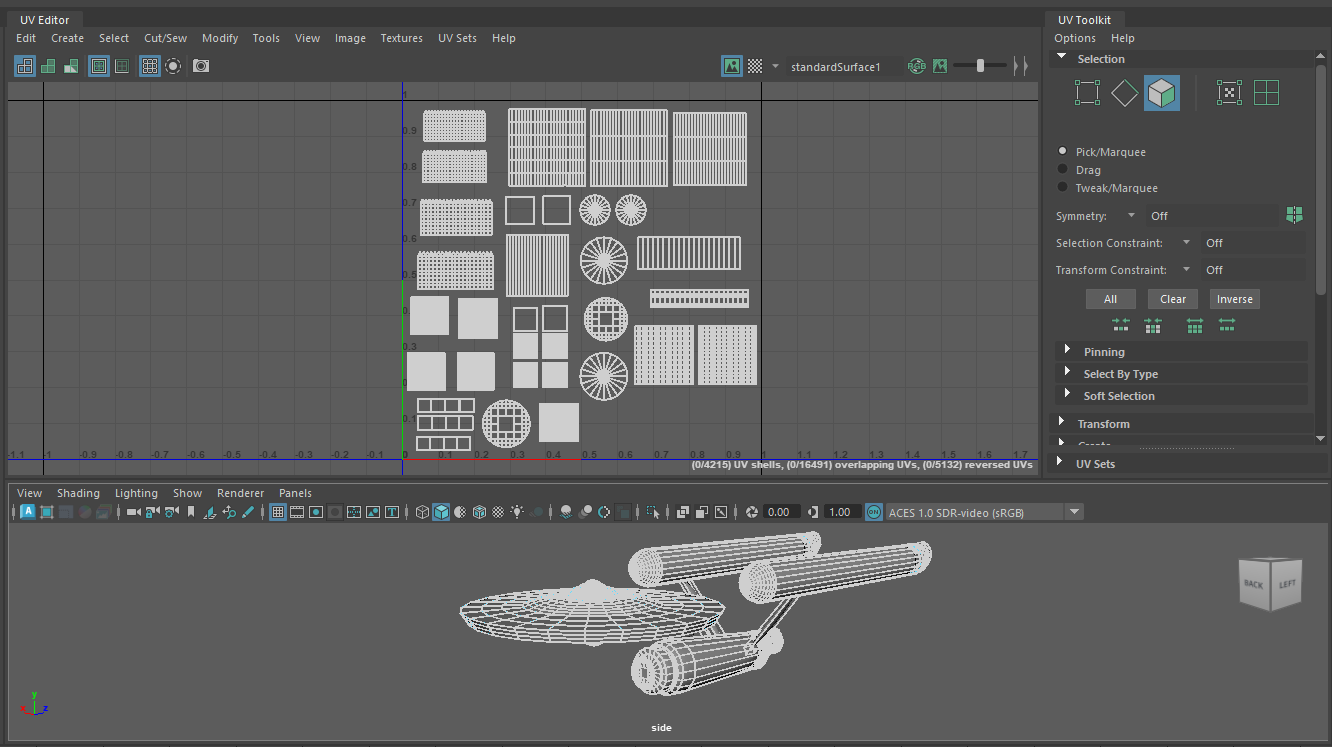 UV Editor
Edit Create Select Cut/Sew Modify Tools View Image Textures UV Sets Help
standardSurface1
RGB
1
0.9
0.8
0.7
0.6
0.5
0.3
0.1
-1.1 -1 -0.9 -0.8 -0.7 -0.6 -0.5 -0.4 -0.3 -0.2 -0.1 0 0.1 0.2 0.3 0.4 0.5 0.6 0.7 0.8 0.9 1 1.1 1.2 1.3 1.4 1.5 1.6 1.7
(0/4215) UV shells, (0/16491) overlapping UVs, (0/5132) reversed UVs
UV Toolkit
Options Help
Selection
Pick/Marquee
Drag
Tweak/Marquee
Symmetry: Off
Selection Constraint: Off
Transform Constraint: Off
All Clear Inverse
Pinning
Select By Type
Soft Selection
Transform
Create
UV Sets
View Shading Lighting Show Renderer Panels
A
T
0.00 1.00 ON ACES 1.0 SDR-video (sRGB)
BACK LEFT
y
x z
side